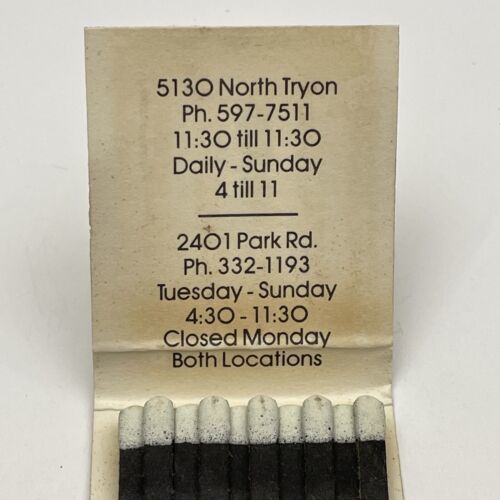 5130 North Tryon
Ph. 597-7511
11:30 till 11:30
Daily - Sunday
4 till 11
2401 Park Rd.
Ph. 332-1193
Tuesday - Sunday
4:30 - 11:30
Closed Monday
Both Locations